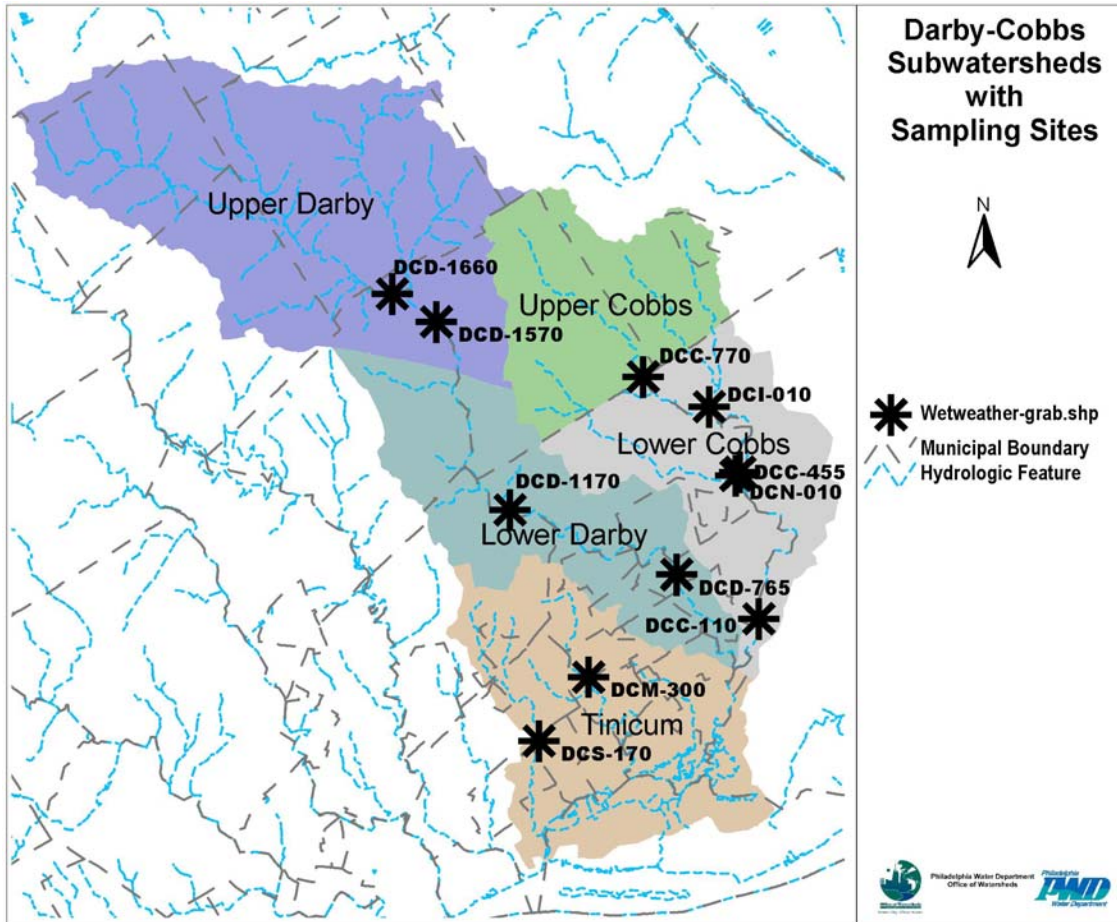 Darby-Cobbs
Subwatersheds
with
Sampling Sites
N
Wetweather-grab.shp
Municipal Boundary
Hydrologic Feature
Upper Darby
DCD-1660
DCD-1570
Upper Cobbs
DCC-770
DCI-010
Lower Cobbs
DCC-455
DCN-010
DCD-1170
Lower Darby
DCD-765
DCC-110
DCM-300
Tinicum
DCS-170
Philadelphia Water Department
Office of Watersheds
Philadelphia
PWD
Water Department